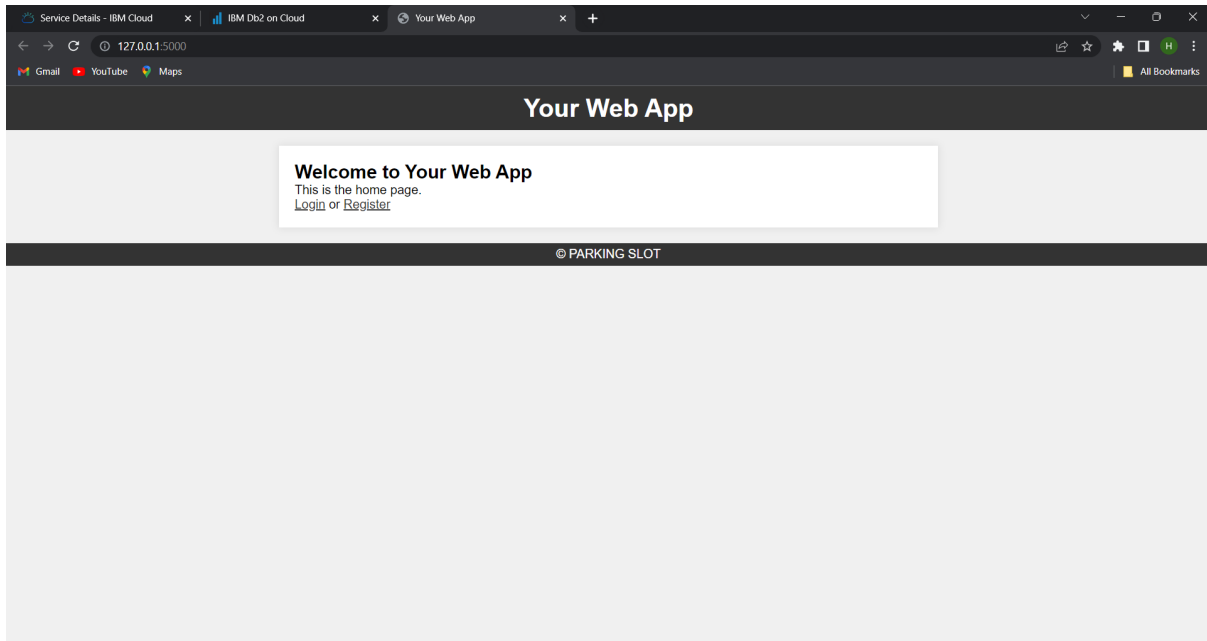 Service Details - IBM Cloud
IBM Db2 on Cloud
Your Web App
127.0.0.1:5000
H
Gmail
YouTube
Maps
All Bookmarks
Your Web App
Welcome to Your Web App
This is the home page.
Login or Register
© PARKING SLOT